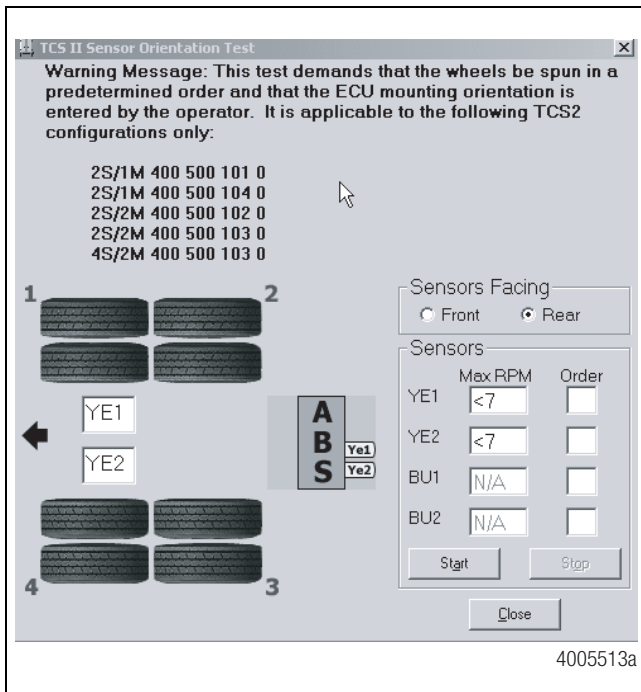 TCS II Sensor Orientation Test
Warning Message: This test demands that the wheels be spun in a
predetermined order and that the ECU mounting orientation is
entered by the operator. It is applicable to the following TCS2
configurations only:
2S/1M 400 500 101 0
2S/1M 400 500 104 0
2S/2M 400 500 102 0
2S/2M 400 500 103 0
4S/2M 400 500 103 0
1
2
YE1
YE2
4
3
A
B
S
Ye1
Ye2
Sensors Facing
Front Rear
Sensors
Max RPM Order
YE1 <7
YE2 <7
BU1 N/A
BU2 N/A
Start Stop
Close
4005513a